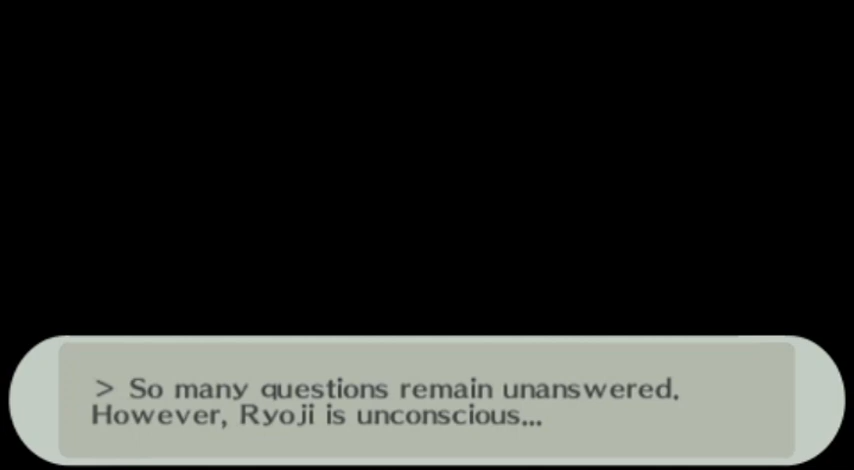 > So many questions remain unanswered.
However, Ryoji is unconscious...